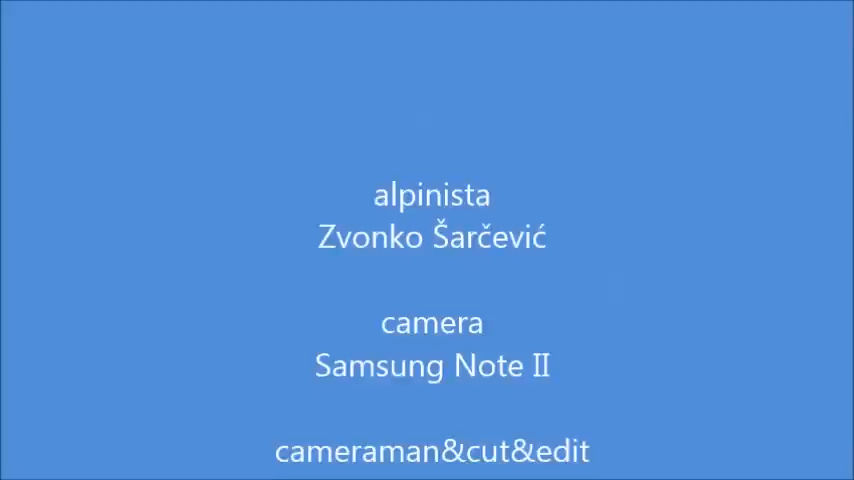 alpinista
Zvonko Šarčević
camera
Samsung Note II
cameraman&cut&edit